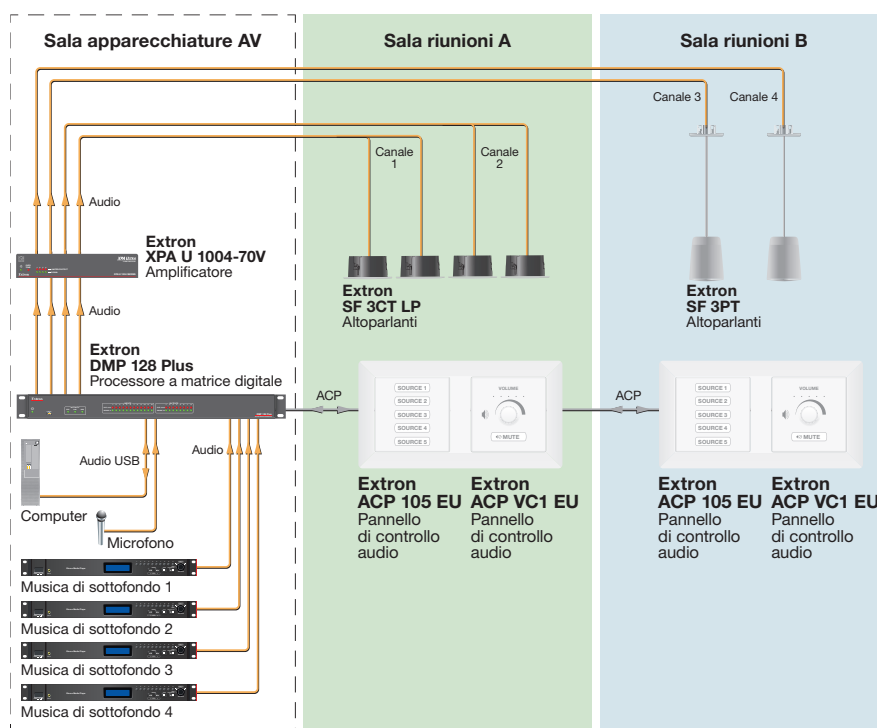 Sala apparecchiature AV
Sala riunioni A
Sala riunioni B
Canale 3
Canale 4
Canale
1
Canale
2
Audio
Extron
XPA U 1004-70V
Amplificatore
Extron
SF 3CT LP
Altoparlanti
Extron
SF 3PT
Altoparlanti
Audio
Extron
DMP 128 Plus
Processore a matrice digitale
ACP
SOURCE 1
SOURCE 2
SOURCE 3
SOURCE 4
SOURCE 5
VOLUME
MUTE
ACP
SOURCE 1
SOURCE 2
SOURCE 3
SOURCE 4
SOURCE 5
VOLUME
MUTE
Audio USB
Audio
Computer
Microfono
Extron
ACP 105 EU
Pannello
di controllo
audio
Extron
ACP VC1 EU
Pannello
di controllo
audio
Extron
ACP 105 EU
Pannello
di controllo
audio
Extron
ACP VC1 EU
Pannello
di controllo
audio
Musica di sottofondo 1
Musica di sottofondo 2
Musica di sottofondo 3
Musica di sottofondo 4